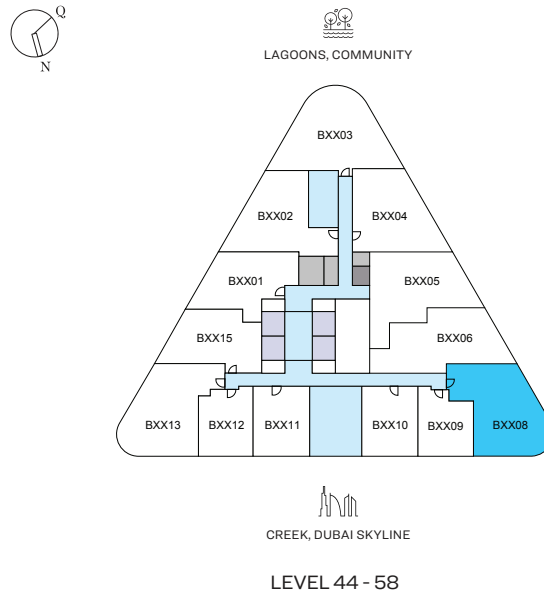 Q
N
LAGOONS, COMMUNITY
BXX03
BXX02
BXX04
BXX01
BXX05
BXX15
BXX06
BXX13
BXX12
BXX11
BXX10
BXX09
BXX08
CREEK, DUBAI SKYLINE
LEVEL 44 - 58